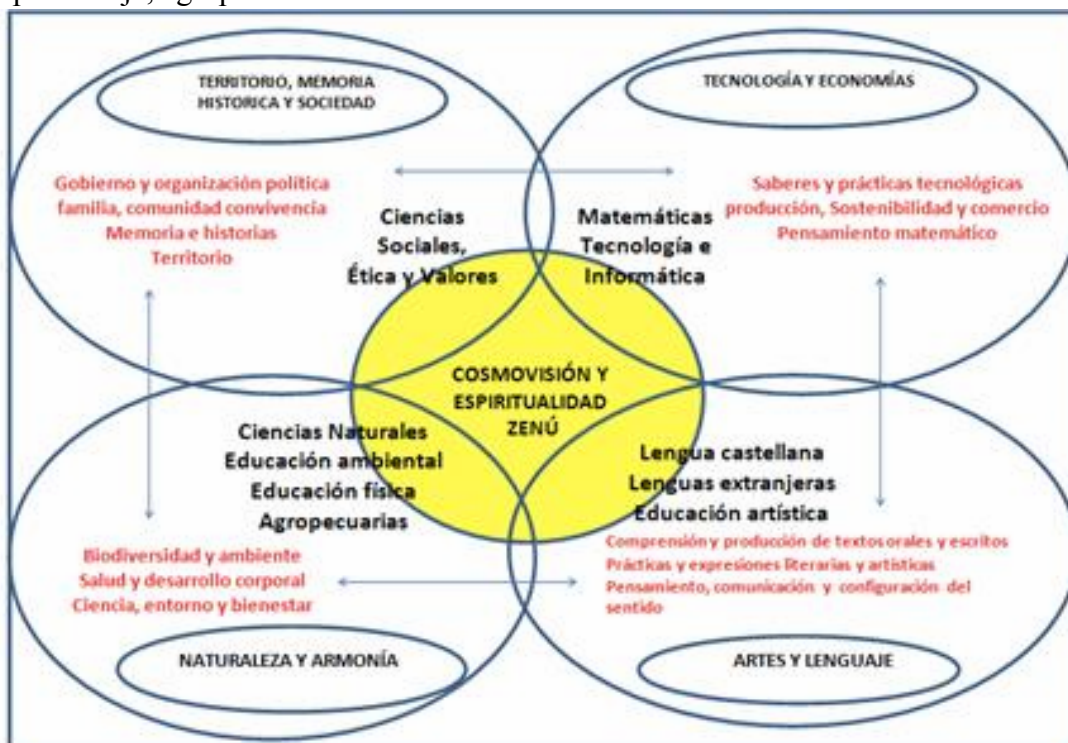 TERRITORIO, MEMORIA
HISTORICA Y SOCIEDAD
Gobierno y organización política
familia, comunidad convivencia
Memoria e historias
Territorio
Ciencias
Sociales,
Ética y Valores
TECNOLOGÍA Y ECONOMÍAS
Saberes y prácticas tecnológicas
producción, Sostenibilidad y comercio
Pensamiento matemático
Matemáticas
Tecnología e
Informática
COSMOVISIÓN Y
ESPIRITUALIDAD
ZENÚ
Ciencias Naturales
Educación ambiental
Educación física
Agropecuarias
Biodiversidad y ambiente
Salud y desarrollo corporal
Ciencia, entorno y bienestar
NATURALEZA Y ARMONÍA
Lengua castellana
Lenguas extranjeras
Educación artística
Comprensión y producción de textos orales y escritos
Prácticas y expresiones literarias y artísticas
Pensamiento, comunicación y configuración del
sentido
ARTES Y LENGUAJE